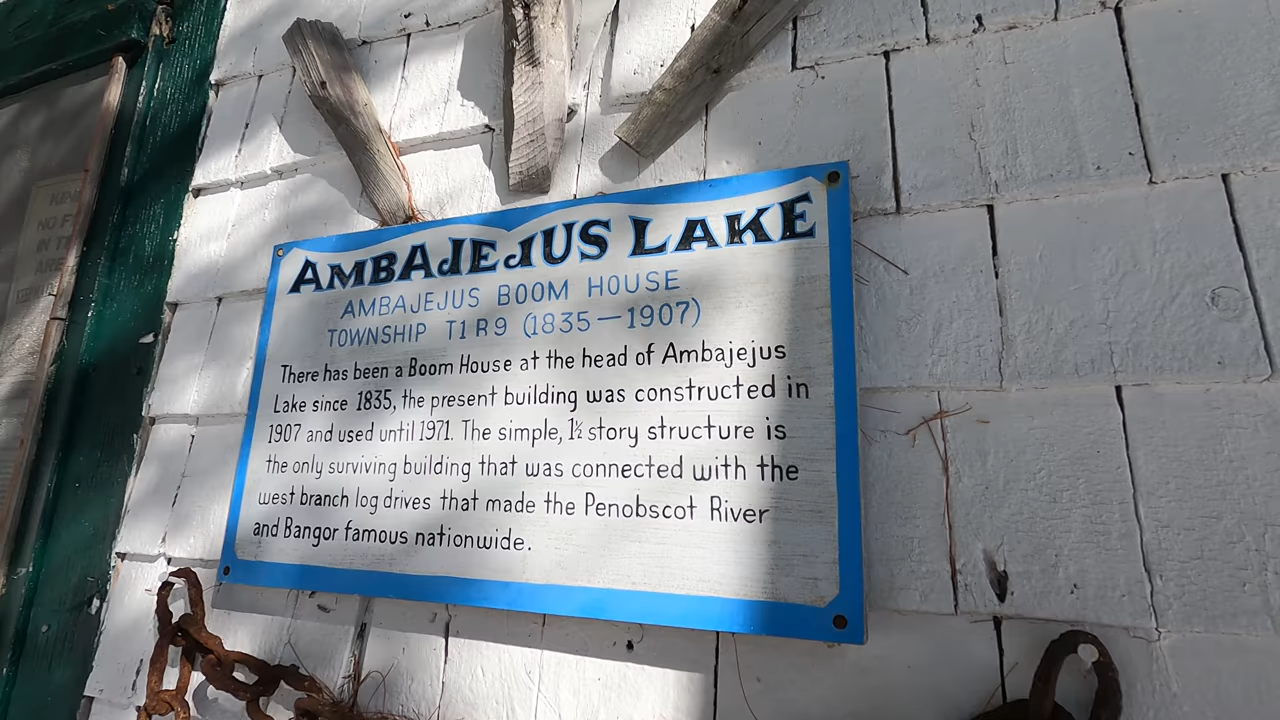 AMBAJEJUS LAKE
AMBAJEJUS BOOM HOUSE
TOWNSHIP T1 R9 (1835—1907)
There has been a Boom House at the head of Ambajejus
Lake since 1835, the present building was constructed in
1907 and used until 1971. The simple, 1½ story structure is
the only surviving building that was connected with the
west branch log drives that made the Penobscot River
and Bangor famous nationwide.
NO
IN